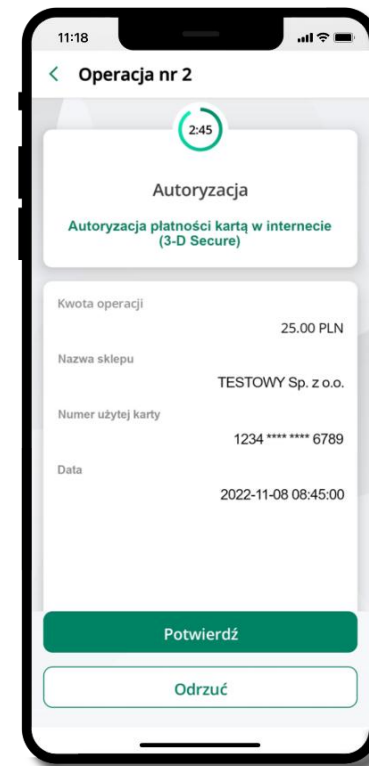 11:18
Operacja nr 2
2:45
Autoryzacja
Autoryzacja płatności kartą w internecie
(3-D Secure)
Kwota operacji
25.00 PLN
Nazwa sklepu
TESTOWY Sp. z o.o.
Numer użytej karty
1234 **** **** 6789
Data
2022-11-08 08:45:00
Potwierdź
Odrzuć